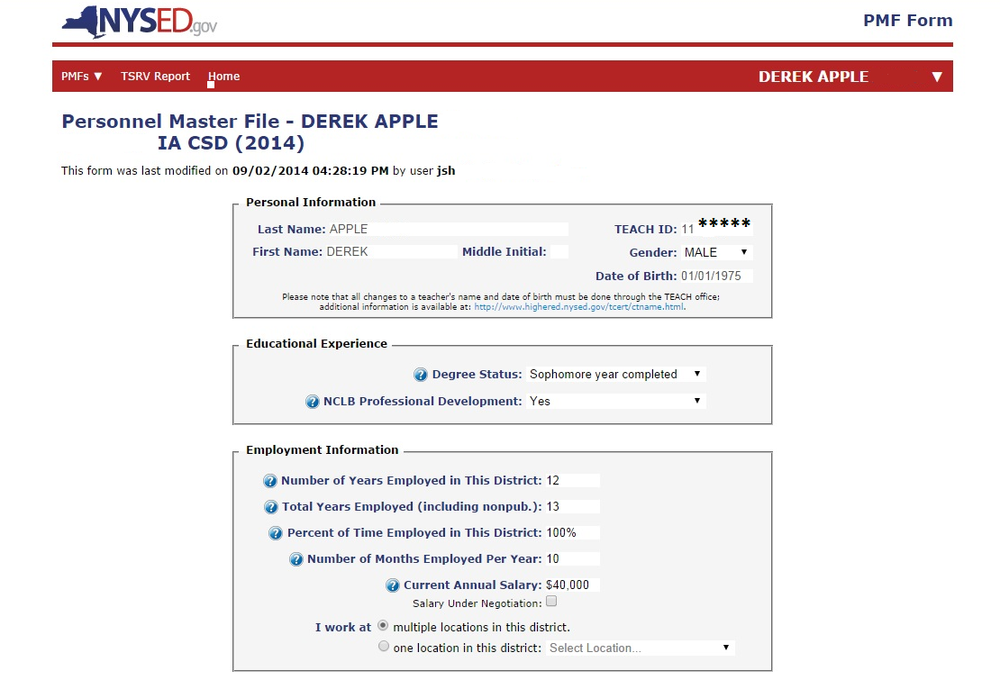 NYSED.gov
PMF Form
PMFs ▼ TSRV Report Home DEREK APPLE ▼
Personnel Master File - DEREK APPLE
IA CSD (2014)
This form was last modified on 09/02/2014 04:28:19 PM by user jsh
Personal Information
Last Name: APPLE TEACH ID: 11 *****
First Name: DEREK Middle Initial: Gender: MALE ▼
Date of Birth: 01/01/1975
Please note that all changes to a teacher's name and date of birth must be done through the TEACH office;
additional information is available at: http://www.highered.nysed.gov/tcert/ctname.html.
Educational Experience
? Degree Status: Sophomore year completed ▼
? NCLB Professional Development: Yes ▼
Employment Information
? Number of Years Employed in This District: 12
? Total Years Employed (including nonpub.): 13
? Percent of Time Employed in This District: 100%
? Number of Months Employed Per Year: 10
? Current Annual Salary: $40,000
Salary Under Negotiation:
I work at multiple locations in this district.
one location in this district: Select Location... ▼